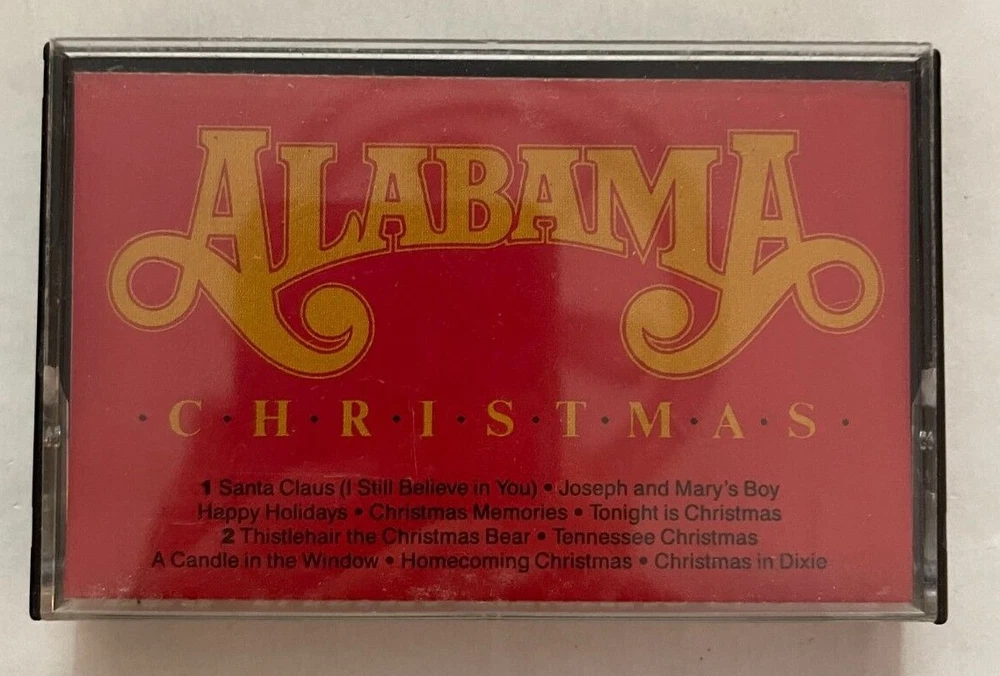 ALABAMA
· C · H · R · I · S · T · M · A · S ·
1 Santa Claus (I Still Believe in You) • Joseph and Mary's Boy
Happy Holidays • Christmas Memories • Tonight is Christmas
2 Thistlehair the Christmas Bear • Tennessee Christmas
A Candle in the Window • Homecoming Christmas • Christmas in Dixie